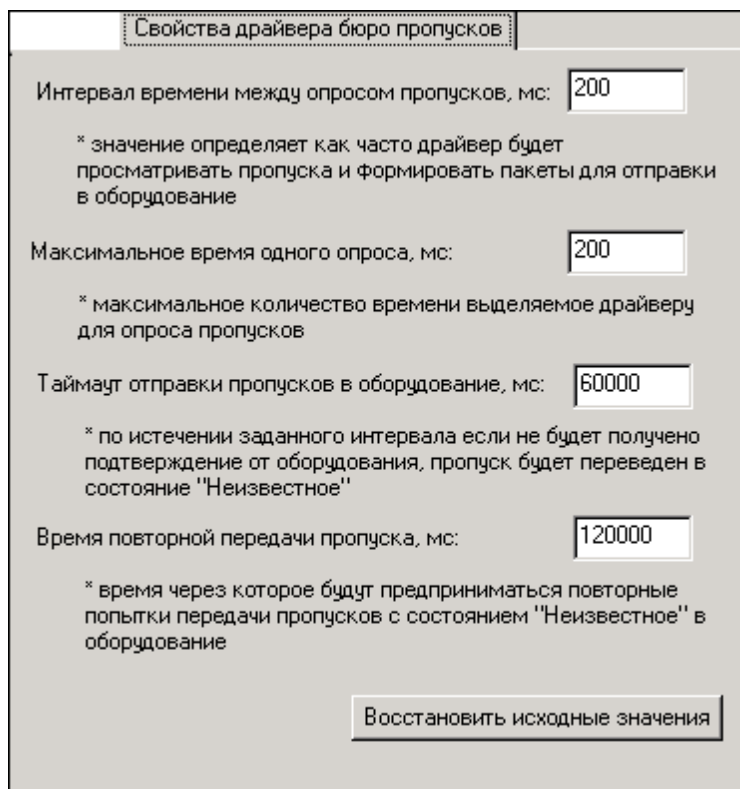 Свойства драйвера бюро пропусков
Интервал времени между опросом пропусков, мс: 200
* значение определяет как часто драйвер будет
просматривать пропуска и формировать пакеты для отправки
в оборудование
Максимальное время одного опроса, мс: 200
* максимальное количество времени выделяемое драйверу
для опроса пропусков
Таймаут отправки пропусков в оборудование, мс: 60000
* по истечении заданного интервала если не будет получено
подтверждение от оборудования, пропуск будет переведен в
состояние "Неизвестное"
Время повторной передачи пропуска, мс: 120000
* время через которое будут предприниматься повторные
попытки передачи пропусков с состоянием "Неизвестное" в
оборудование
Восстановить исходные значения